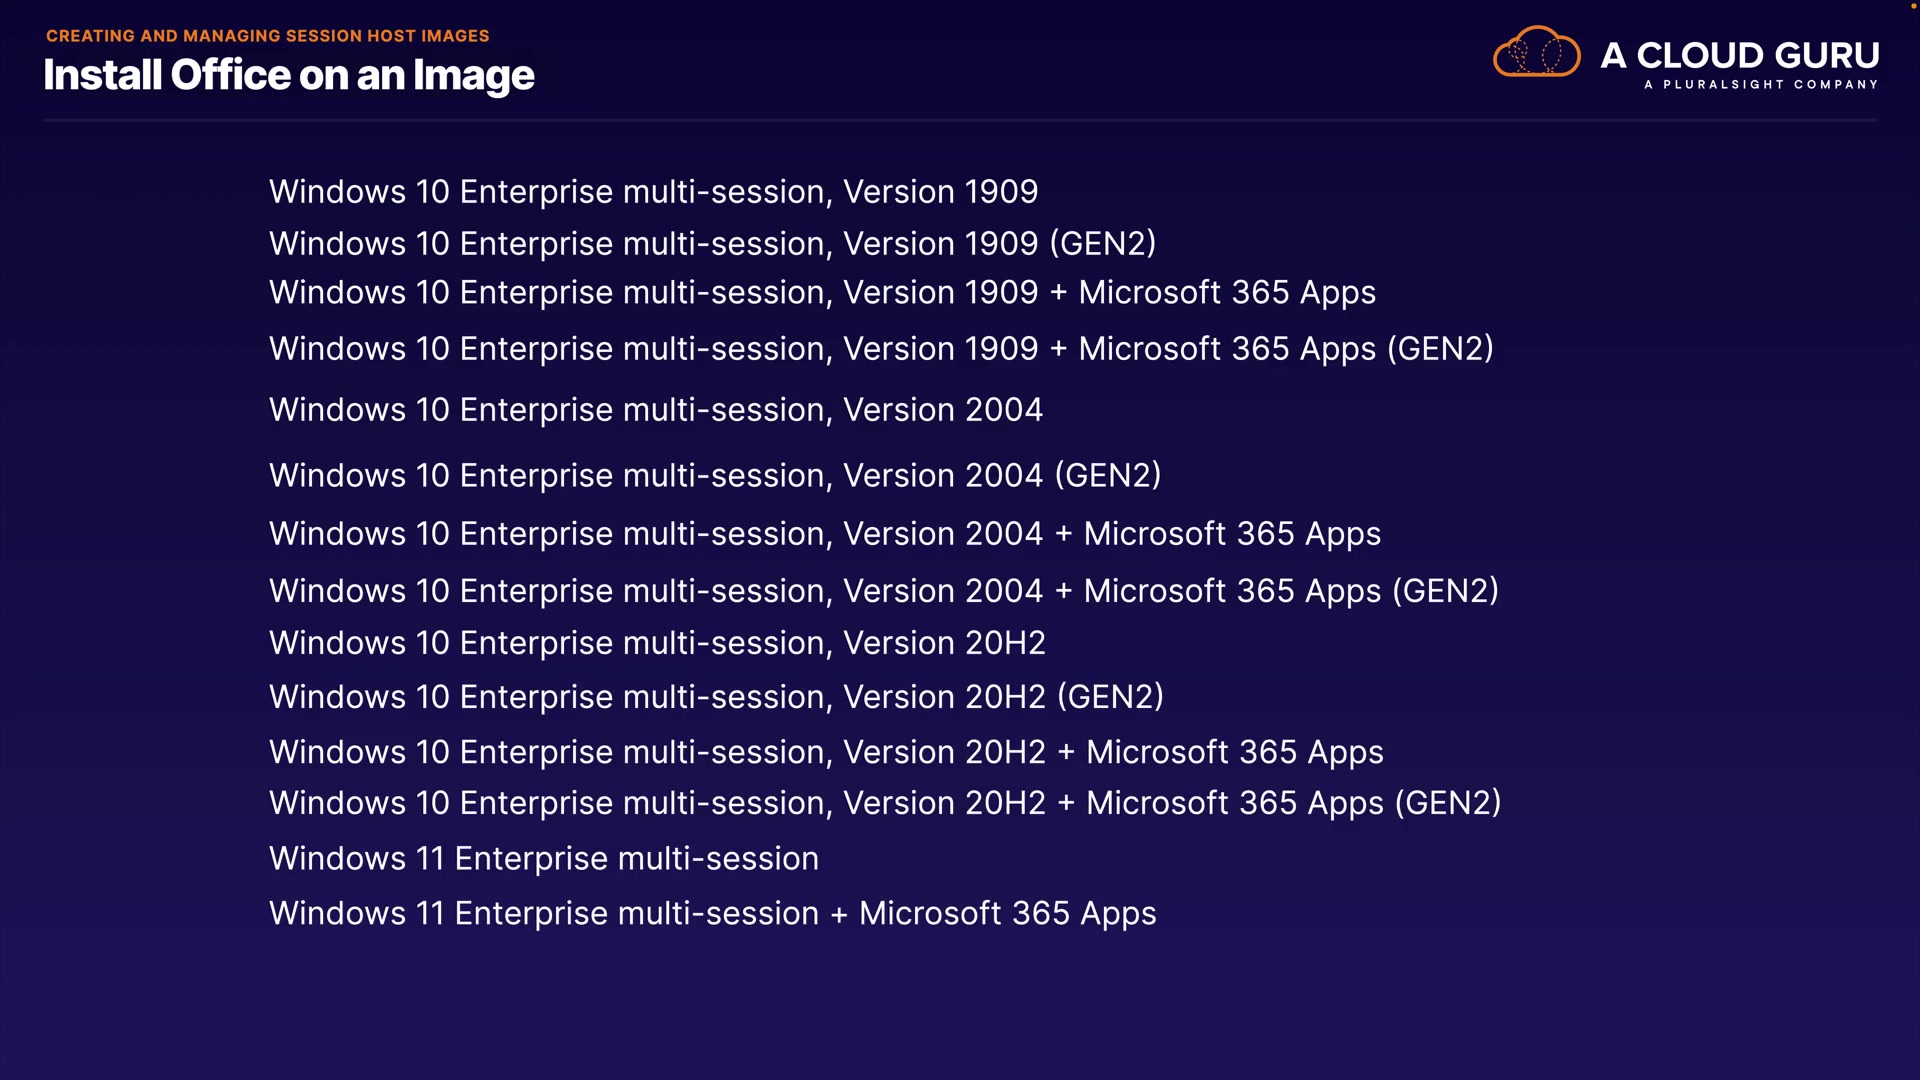 CREATING AND MANAGING SESSION HOST IMAGES
Install Office on an Image
A CLOUD GURU
A PLURALSIGHT COMPANY
Windows 10 Enterprise multi-session, Version 1909
Windows 10 Enterprise multi-session, Version 1909 (GEN2)
Windows 10 Enterprise multi-session, Version 1909 + Microsoft 365 Apps
Windows 10 Enterprise multi-session, Version 1909 + Microsoft 365 Apps (GEN2)
Windows 10 Enterprise multi-session, Version 2004
Windows 10 Enterprise multi-session, Version 2004 (GEN2)
Windows 10 Enterprise multi-session, Version 2004 + Microsoft 365 Apps
Windows 10 Enterprise multi-session, Version 2004 + Microsoft 365 Apps (GEN2)
Windows 10 Enterprise multi-session, Version 20H2
Windows 10 Enterprise multi-session, Version 20H2 (GEN2)
Windows 10 Enterprise multi-session, Version 20H2 + Microsoft 365 Apps
Windows 10 Enterprise multi-session, Version 20H2 + Microsoft 365 Apps (GEN2)
Windows 11 Enterprise multi-session
Windows 11 Enterprise multi-session + Microsoft 365 Apps